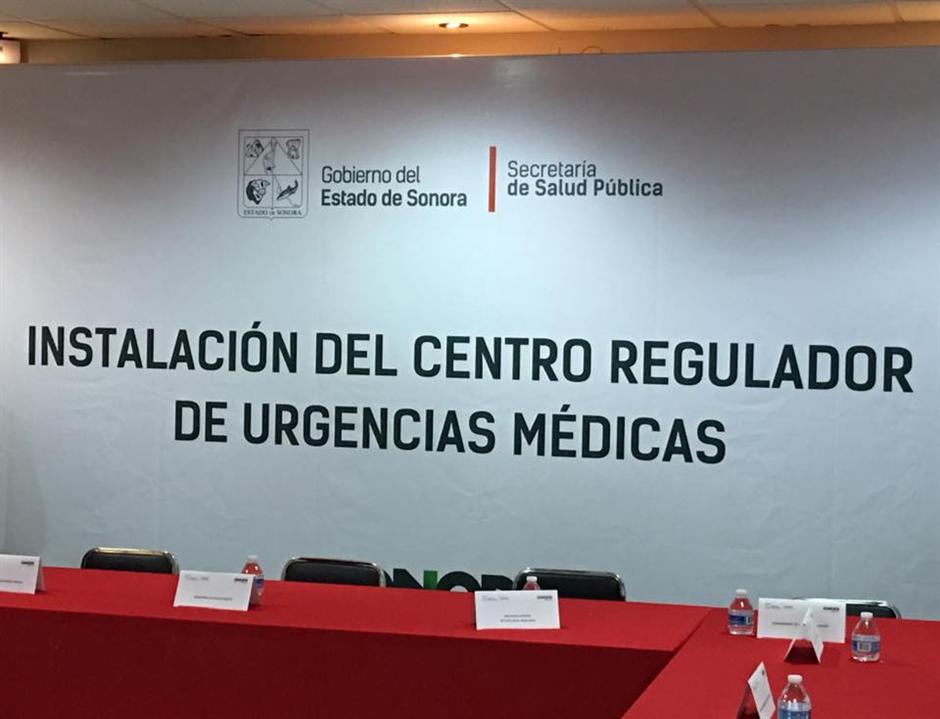 ESTADO DE SONORA
Gobierno del
Estado de Sonora
Secretaría
de Salud Pública
INSTALACIÓN DEL CENTRO REGULADOR
DE URGENCIAS MÉDICAS